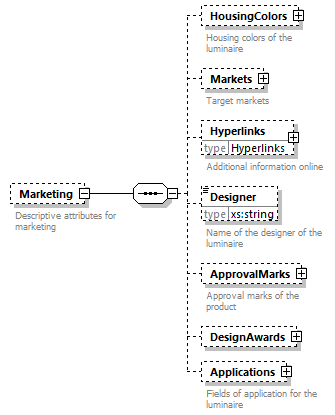 HousingColors
Housing colors of the
luminaire
Markets
Target markets
Hyperlinks
type Hyperlinks
Additional information online
Marketing
Descriptive attributes for
marketing
Designer
type xs:string
Name of the designer of the
luminaire
ApprovalMarks
Approval marks of the
product
DesignAwards
Applications
Fields of application for the
luminaire